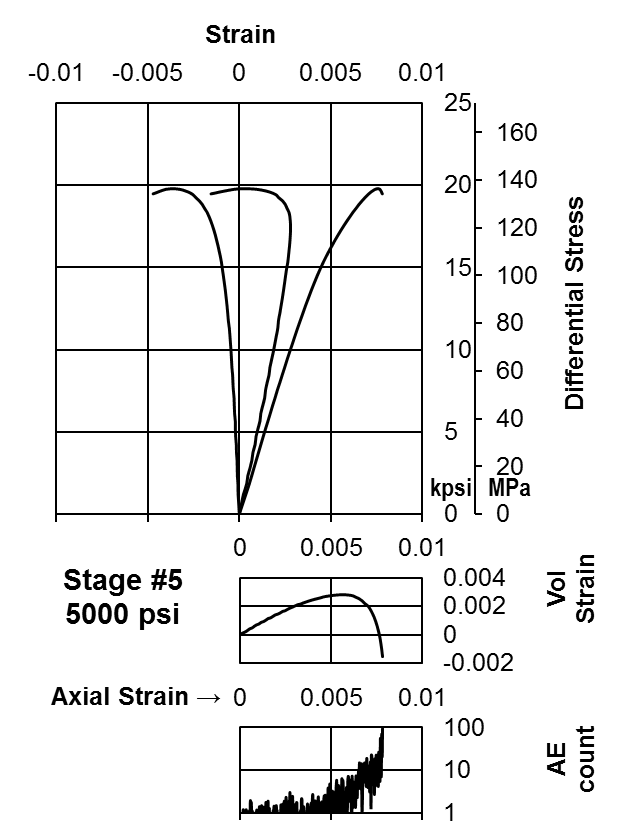 Strain
-0.01 -0.005 0 0.005 0.01
25
160
20 140
120
15 100
80
10 60
40
5
20
kpsi MPa
0 0
Differential Stress
0 0.005 0.01
Stage #5
5000 psi
0.004
0.002
0
-0.002
Vol
Strain
Axial Strain → 0 0.005 0.01
100
10
1
AE
count